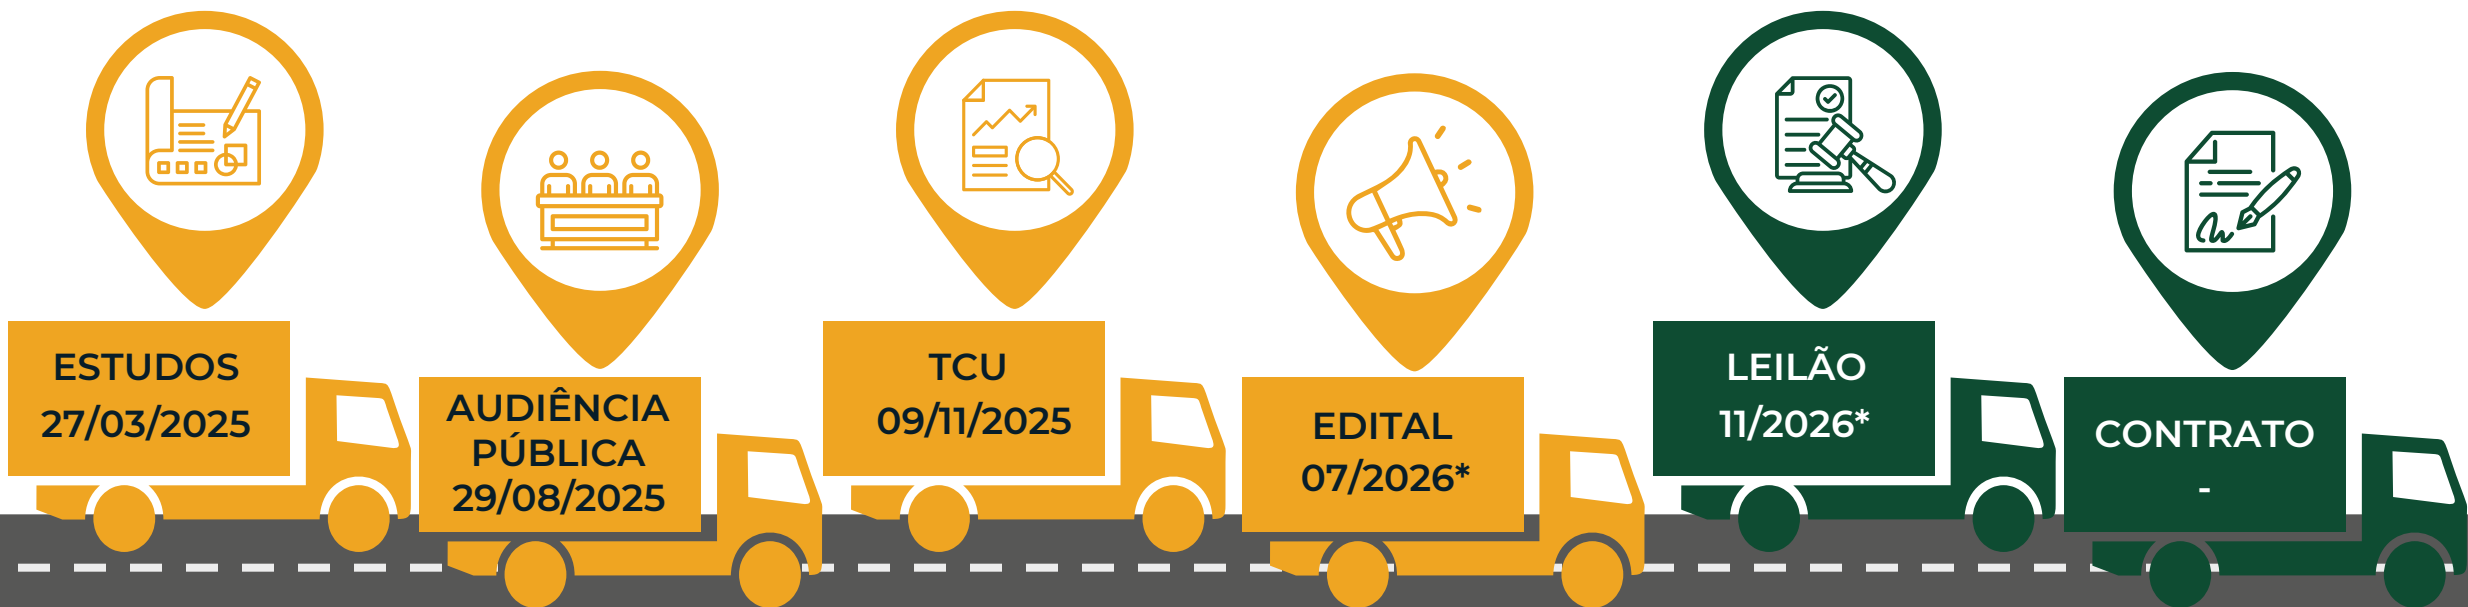 ESTUDOS
27/03/2025
AUDIÊNCIA
PÚBLICA
29/08/2025
TCU
09/11/2025
EDITAL
07/2026*
LEILÃO
11/2026*
CONTRATO
-